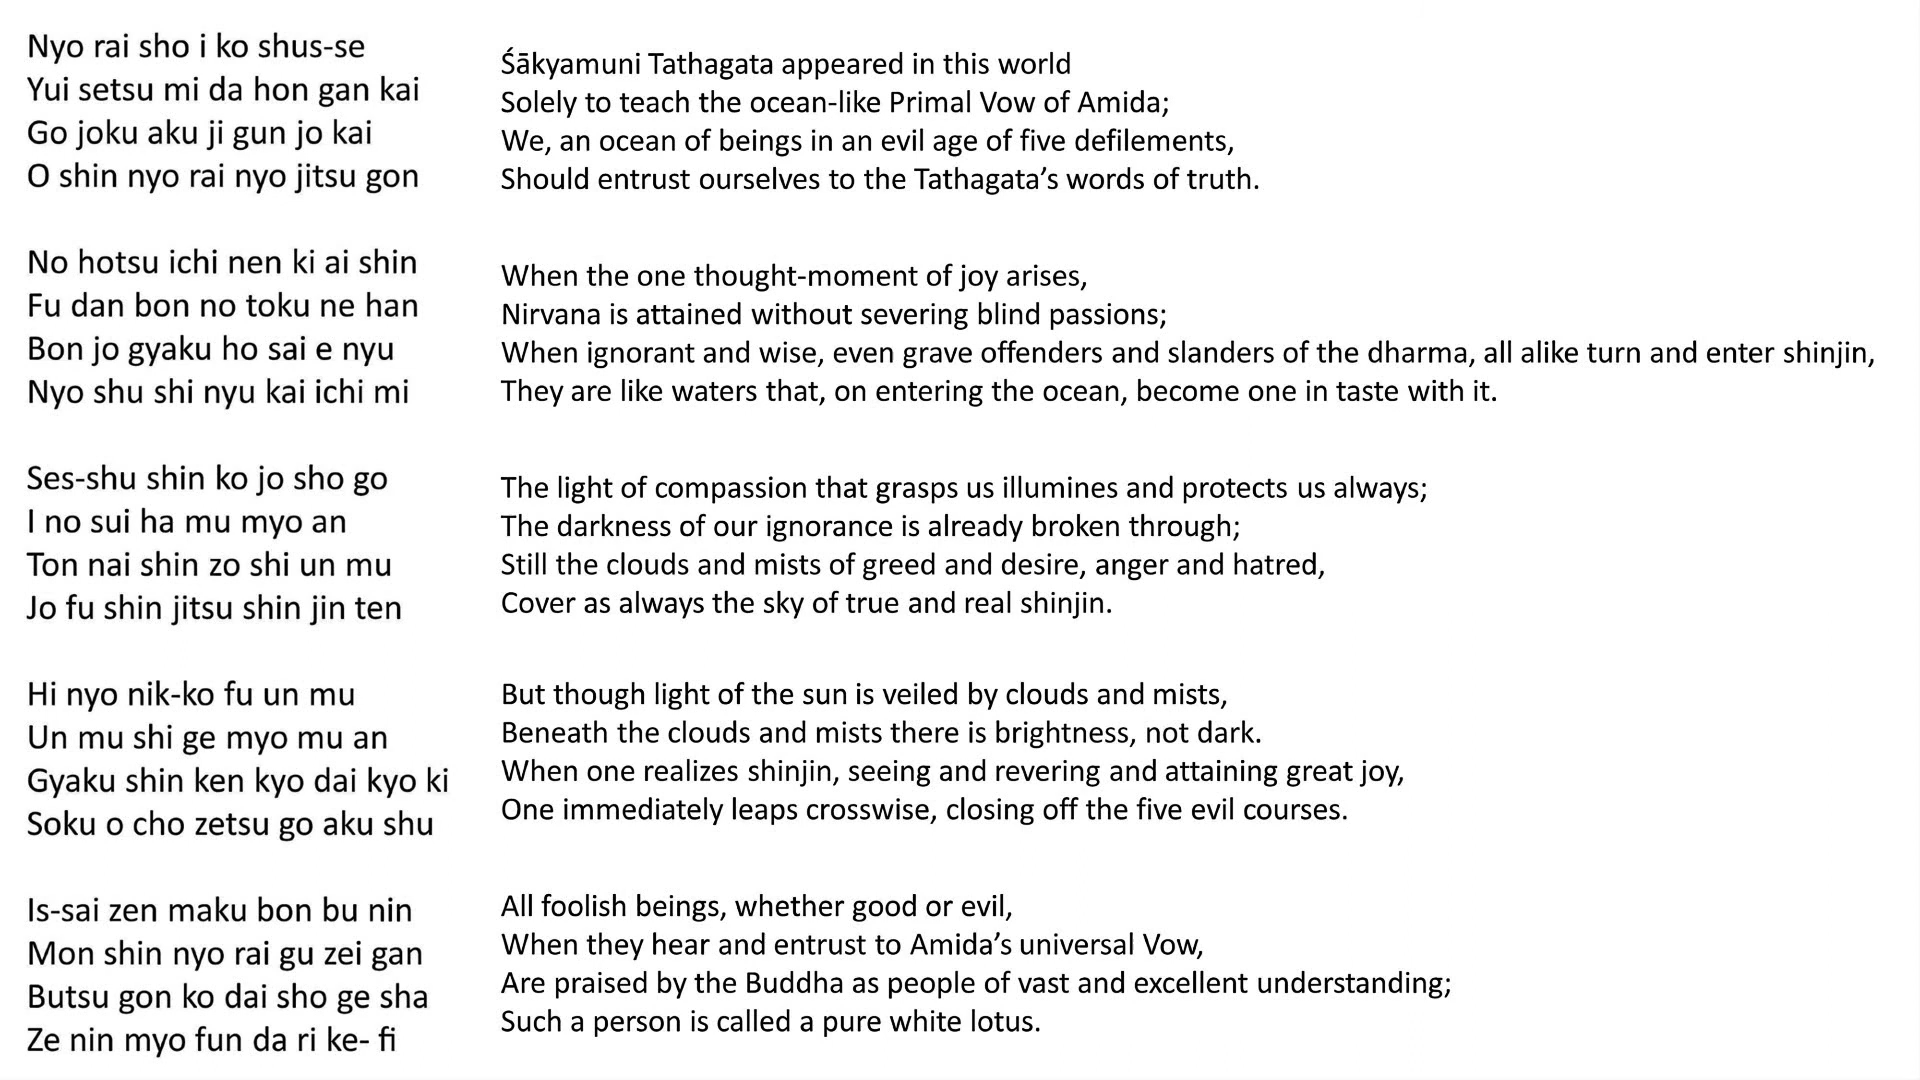 Nyo rai sho i ko shus-se
Yui setsu mi da hon gan kai
Go joku aku ji gun jo kai
O shin nyo rai nyo jitsu gon
Śākyamuni Tathagata appeared in this world
Solely to teach the ocean-like Primal Vow of Amida;
We, an ocean of beings in an evil age of five defilements,
Should entrust ourselves to the Tathagata’s words of truth.
No hotsu ichi nen ki ai shin
Fu dan bon no toku ne han
Bon jo gyaku ho sai e nyu
Nyo shu shi nyu kai ichi mi
When the one thought-moment of joy arises,
Nirvana is attained without severing blind passions;
When ignorant and wise, even grave offenders and slanders of the dharma, all alike turn and enter shinjin,
They are like waters that, on entering the ocean, become one in taste with it.
Ses-shu shin ko jo sho go
I no sui ha mu myo an
Ton nai shin zo shi un mu
Jo fu shin jitsu shin jin ten
The light of compassion that grasps us illumines and protects us always;
The darkness of our ignorance is already broken through;
Still the clouds and mists of greed and desire, anger and hatred,
Cover as always the sky of true and real shinjin.
Hi nyo nik-ko fu un mu
Un mu shi ge myo mu an
Gyaku shin ken kyo dai kyo ki
Soku o cho zetsu go aku shu
But though light of the sun is veiled by clouds and mists,
Beneath the clouds and mists there is brightness, not dark.
When one realizes shinjin, seeing and revering and attaining great joy,
One immediately leaps crosswise, closing off the five evil courses.
Is-sai zen maku bon bu nin
Mon shin nyo rai gu zei gan
Butsu gon ko dai sho ge sha
Ze nin myo fun da ri ke- fi
All foolish beings, whether good or evil,
When they hear and entrust to Amida’s universal Vow,
Are praised by the Buddha as people of vast and excellent understanding;
Such a person is called a pure white lotus.